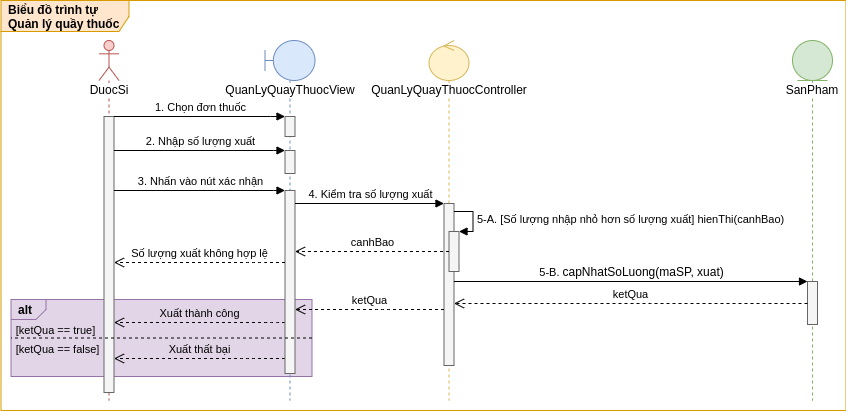 Biểu đồ trình tự
Quản lý quầy thuốc
DuocSi
QuanLyQuayThuocView
QuanLyQuayThuocController
SanPham
1. Chọn đơn thuốc
2. Nhập số lượng xuất
3. Nhấn vào nút xác nhận
4. Kiểm tra số lượng xuất
5-A. [Số lượng nhập nhỏ hơn số lượng xuất] hienThi(canhBao)
canhBao
Số lượng xuất không hợp lệ
5-B. capNhatSoLuong(maSP, xuat)
ketQua
ketQua
alt
Xuất thành công
[ketQua == true]
[ketQua == false]
Xuất thất bại